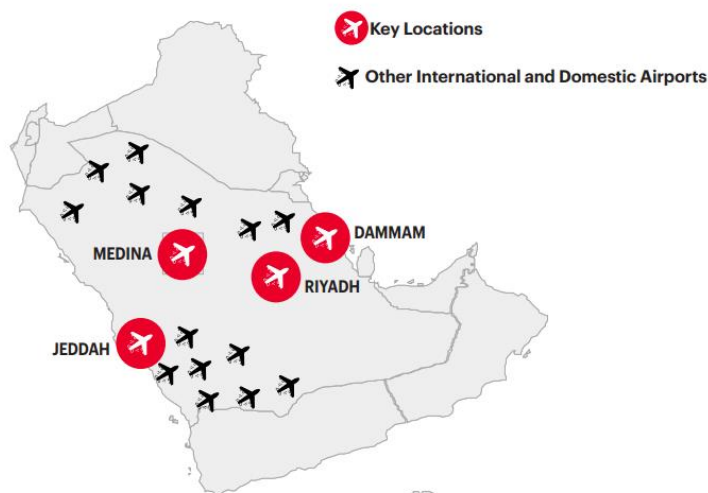 Key Locations
Other International and Domestic Airports
DAMMAM
MEDINA
RIYADH
JEDDAH